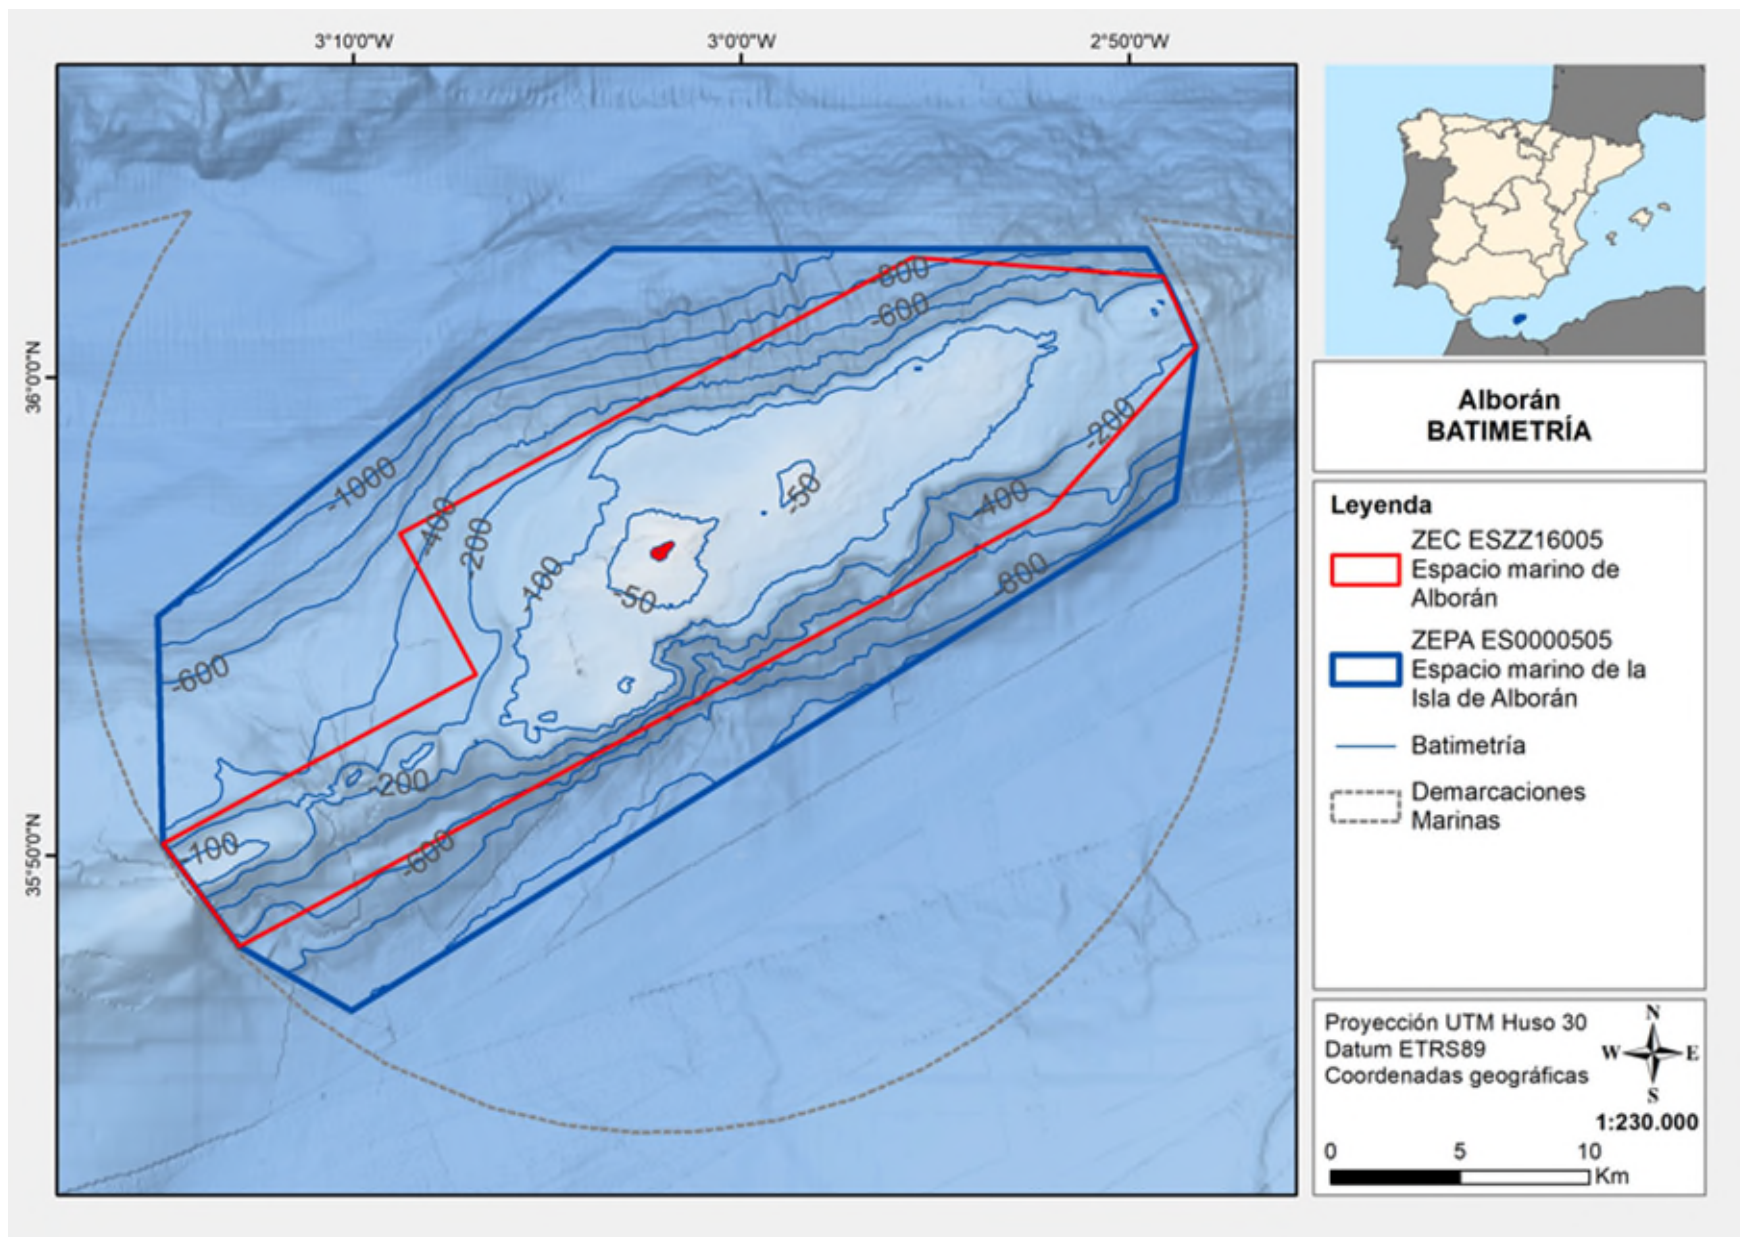 3°10'0"W
3°0'0"W
2°50'0"W
36°0'0"N
35°50'0"N
-800
-600
-1000
-400
-200
-200
-50
-400
-100
-50
-800
-600
-200
-100
-600
Alborán
BATIMETRÍA
Leyenda
ZEC ESZZ16005
Espacio marino de
Alborán
ZEPA ES0000505
Espacio marino de la
Isla de Alborán
Batimetría
Demarcaciones
Marinas
Proyección UTM Huso 30
Datum ETRS89
Coordenadas geográficas
N
W E
S
1:230.000
0 5 10
Km